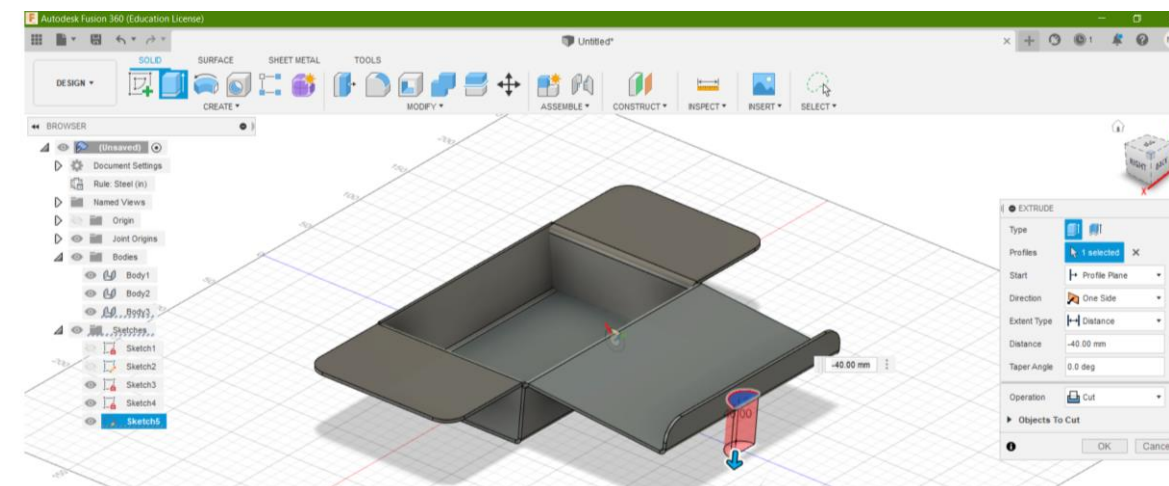 Autodesk Fusion 360 (Education License)
Untitled*
1
DESIGN
SOLID SURFACE SHEET METAL TOOLS
CREATE MODIFY ASSEMBLE CONSTRUCT INSPECT INSERT SELECT
BROWSER
(Unsaved)
Document Settings
Rule: Steel (in)
Named Views
Origin
Joint Origins
Bodies
Body1
Body2
Body3
Sketches
Sketch1
Sketch2
Sketch3
Sketch4
Sketch5
-40.00 mm
RIGHT BACK
X
EXTRUDE
Type
Profiles 1 selected
Start Profile Plane
Direction One Side
Extent Type Distance
Distance -40.00 mm
Taper Angle 0.0 deg
Operation Cut
Objects To Cut
OK Cance